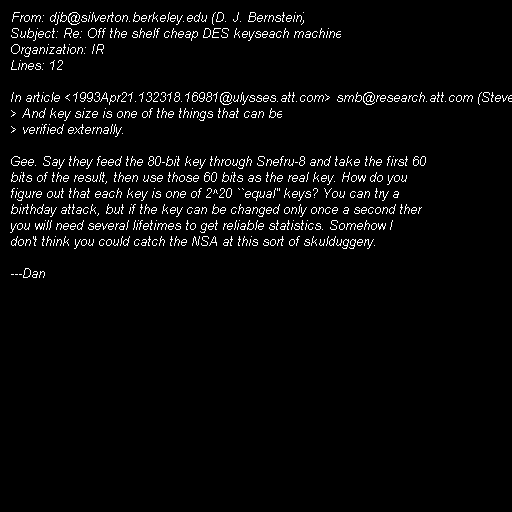 From: djb@silverton.berkeley.edu (D. J. Bernstein)
Subject: Re: Off the shelf cheap DES keyseach machine
Organization: IR
Lines: 12

In article <1993Apr21.132318.16981@ulysses.att.com> smb@research.att.com (Steve
> And key size is one of the things that can be
> verified externally.

Gee. Say they feed the 80-bit key through Snefru-8 and take the first 60
bits of the result, then use those 60 bits as the real key. How do you
figure out that each key is one of 2^20 ``equal'' keys? You can try a
birthday attack, but if the key can be changed only once a second then
you will need several lifetimes to get reliable statistics. Somehow I
don't think you could catch the NSA at this sort of skulduggery.

---Dan